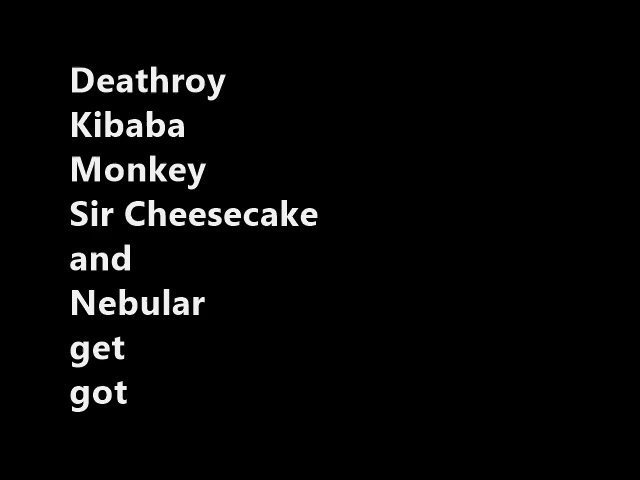 Deathroy
Kibaba
Monkey
Sir Cheesecake
and
Nebular
get
got